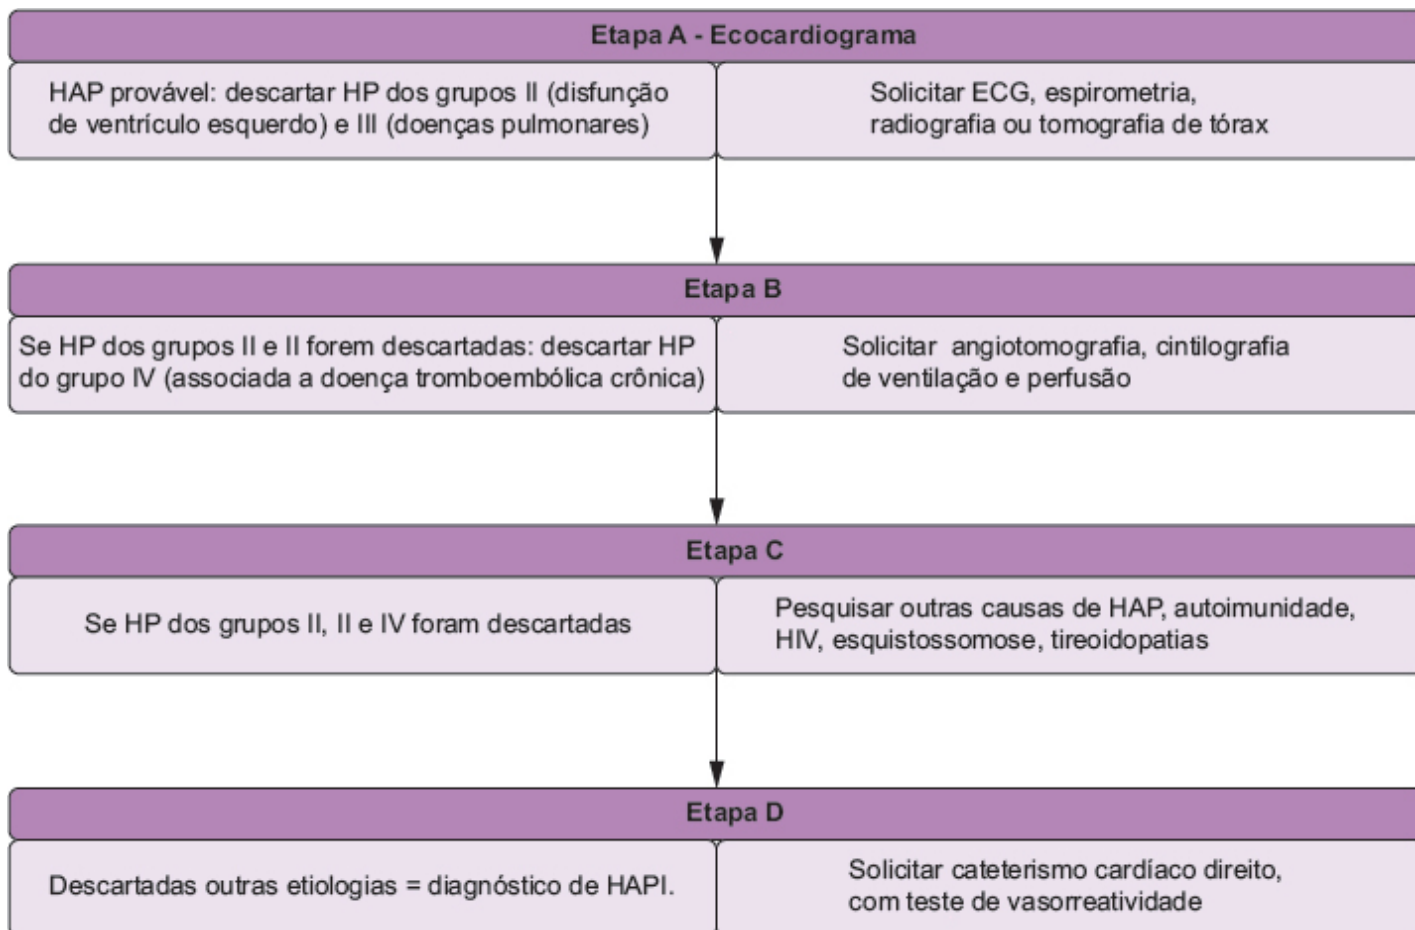 Etapa A - Ecocardiograma
HAP provável: descartar HP dos grupos II (disfunção
de ventrículo esquerdo) e III (doenças pulmonares)
Solicitar ECG, espirometria,
radiografia ou tomografia de tórax
Etapa B
Se HP dos grupos II e II forem descartadas: descartar HP
do grupo IV (associada a doença tromboembólica crônica)
Solicitar angiotomografia, cintilografia
de ventilação e perfusão
Etapa C
Se HP dos grupos II, II e IV foram descartadas
Pesquisar outras causas de HAP, autoimunidade,
HIV, esquistossomose, tireoidopatias
Etapa D
Descartadas outras etiologias = diagnóstico de HAPI.
Solicitar cateterismo cardíaco direito,
com teste de vasorreatividade